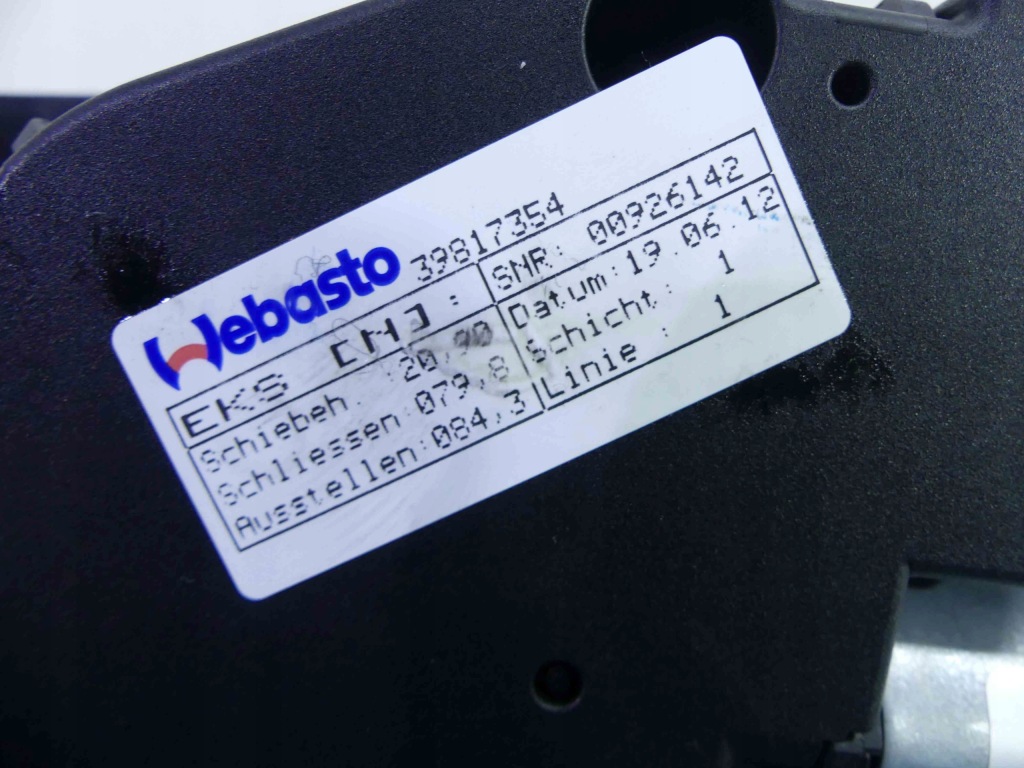 Webasto 39817354
EKS [N]: SNR: 00926142
Schiebeh. :20,90 Datum:19.06.12
Schliessen:079,8 Schicht: 1
Ausstellen:084,3 Linie : 1